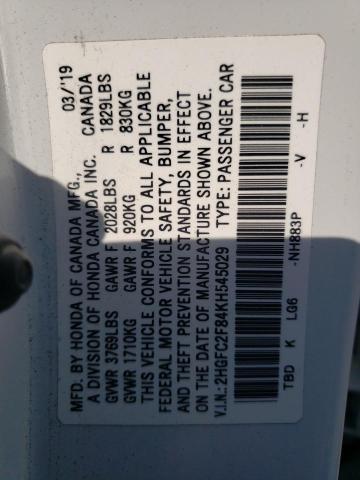 MFD. BY HONDA OF CANADA MFG., 03/'19
A DIVISION OF HONDA CANADA INC. CANADA
GVWR 3769LBS GAWR F 2028LBS R 1829LBS
GVWR 1710KG GAWR F 920KG R 830KG
THIS VEHICLE CONFORMS TO ALL APPLICABLE
FEDERAL MOTOR VEHICLE SAFETY, BUMPER,
AND THEFT PREVENTION STANDARDS IN EFFECT
ON THE DATE OF MANUFACTURE SHOWN ABOVE.
V.I.N.:2HGFC2F84KH545029 TYPE: PASSENGER CAR
TBD K LG6 -NH883P -V -H